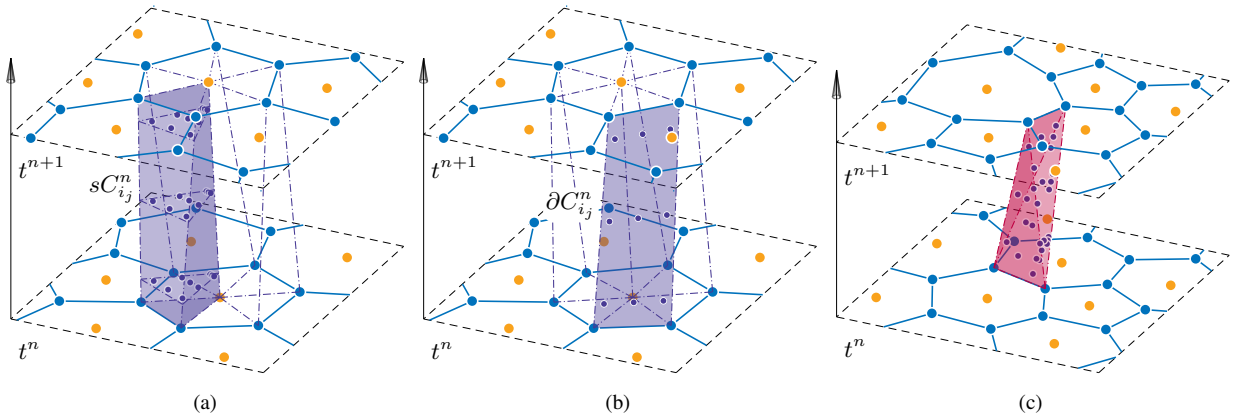 t^{n+1}
sC^n_{i_j}
t^n
(a)
t^{n+1}
∂C^n_{i_j}
t^n
(b)
t^{n+1}
t^n
(c)